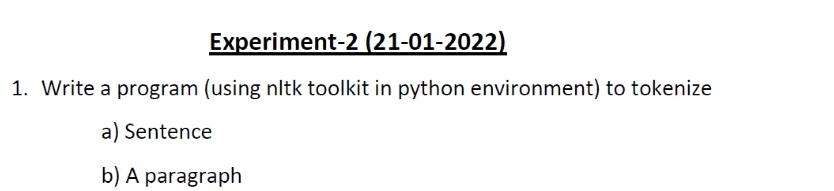 Experiment-2 (21-01-2022)
1. Write a program (using nltk toolkit in python environment) to tokenize
a) Sentence
b) A paragraph